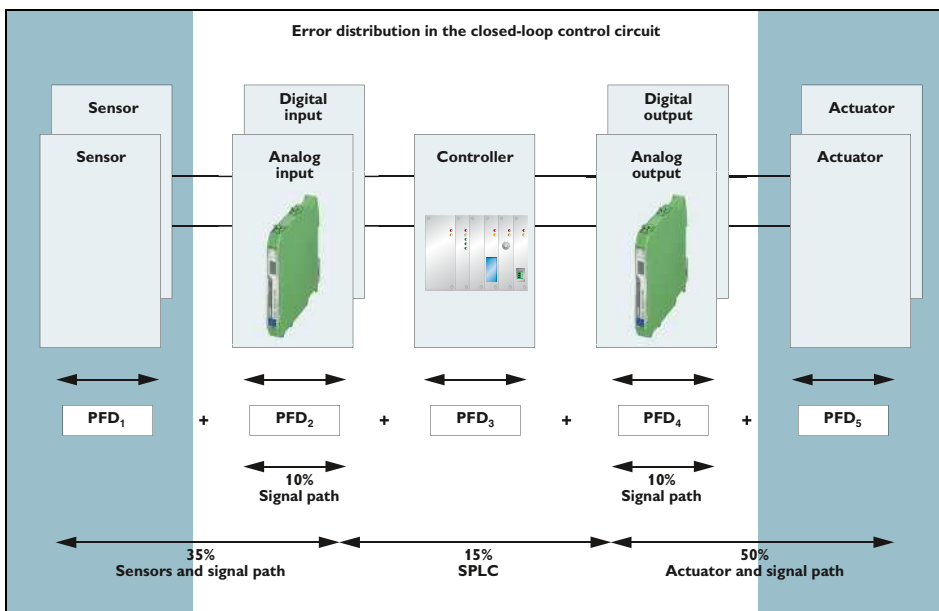 Error distribution in the closed-loop control circuit
Sensor
Digital
input
Digital
output
Actuator
Sensor
Analog
input
Controller
Analog
output
Actuator
PFD₁ + PFD₂ + PFD₃ + PFD₄ + PFD₅
10%
Signal path
10%
Signal path
35%
Sensors and signal path
15%
SPLC
50%
Actuator and signal path